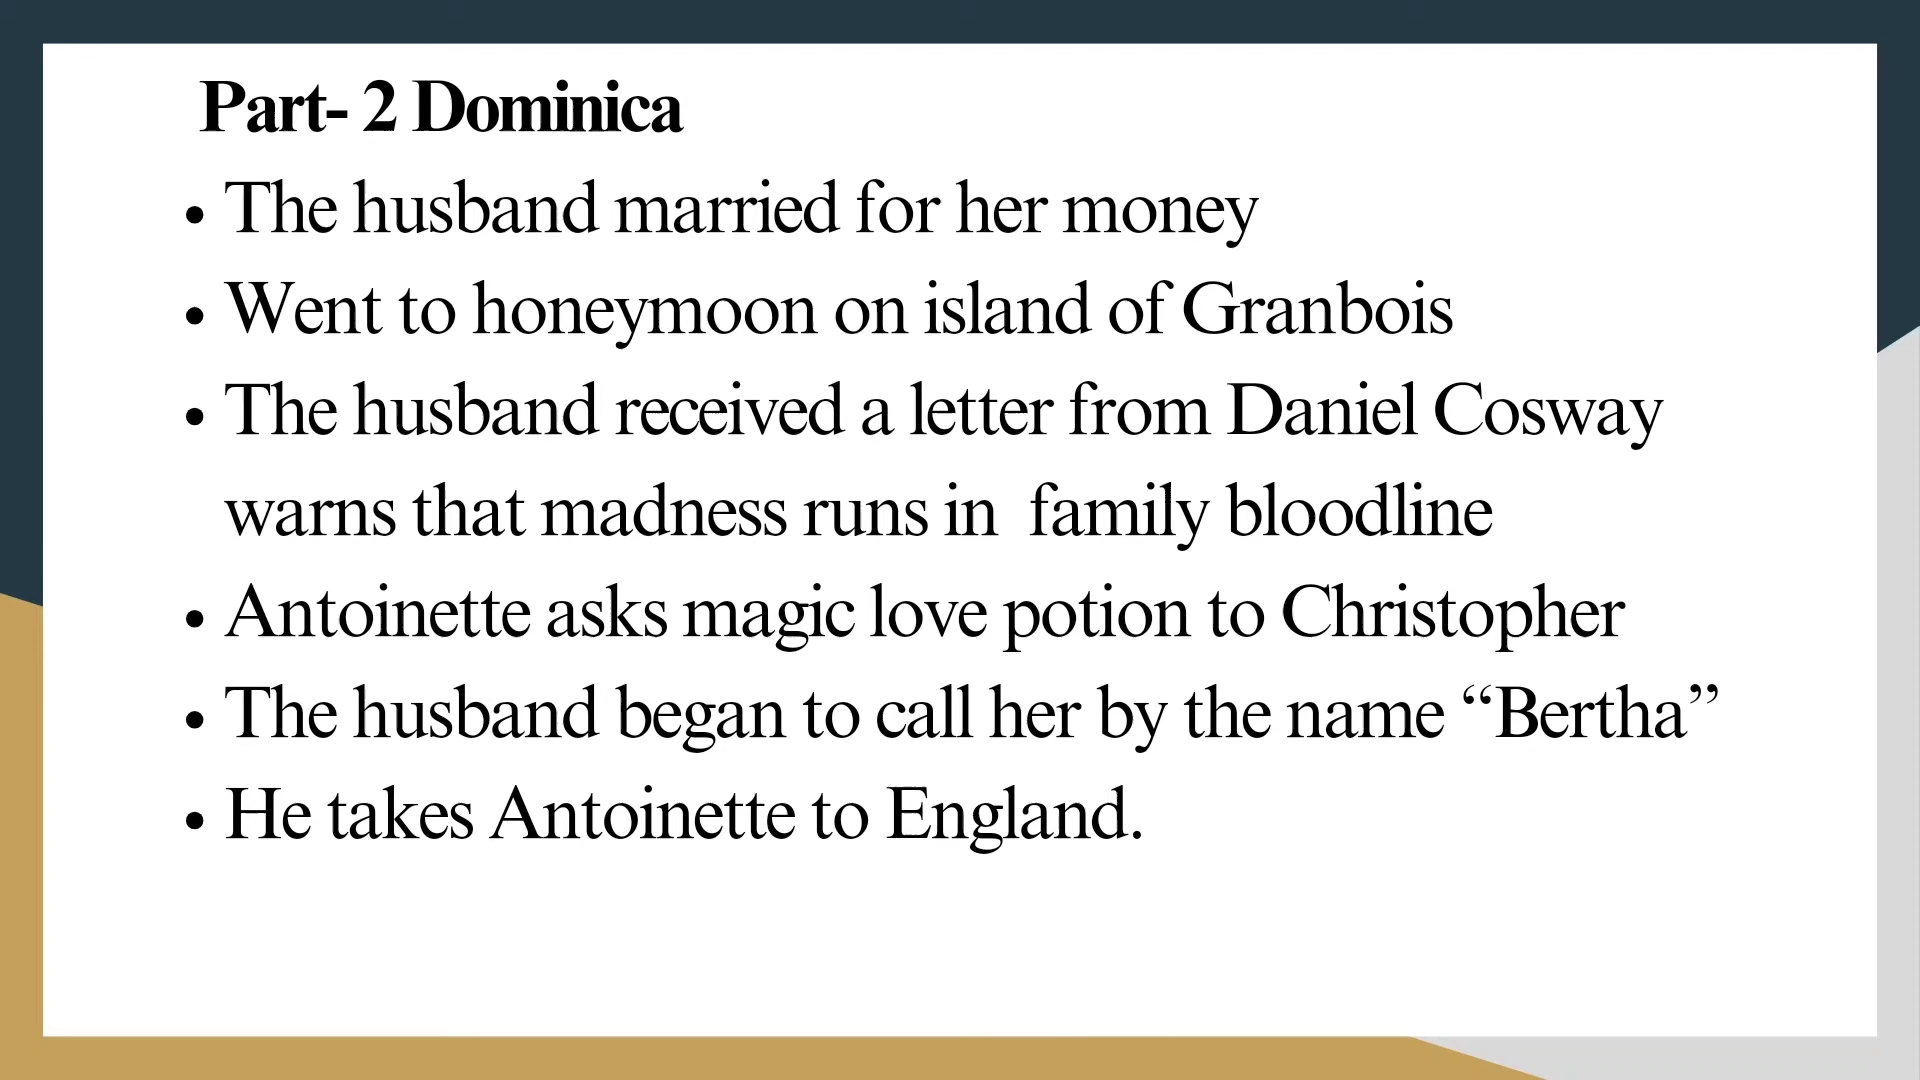 Part- 2 Dominica
• The husband married for her money
• Went to honeymoon on island of Granbois
• The husband received a letter from Daniel Cosway
warns that madness runs in  family bloodline
• Antoinette asks magic love potion to Christopher
• The husband began to call her by the name “Bertha”
• He takes Antoinette to England.